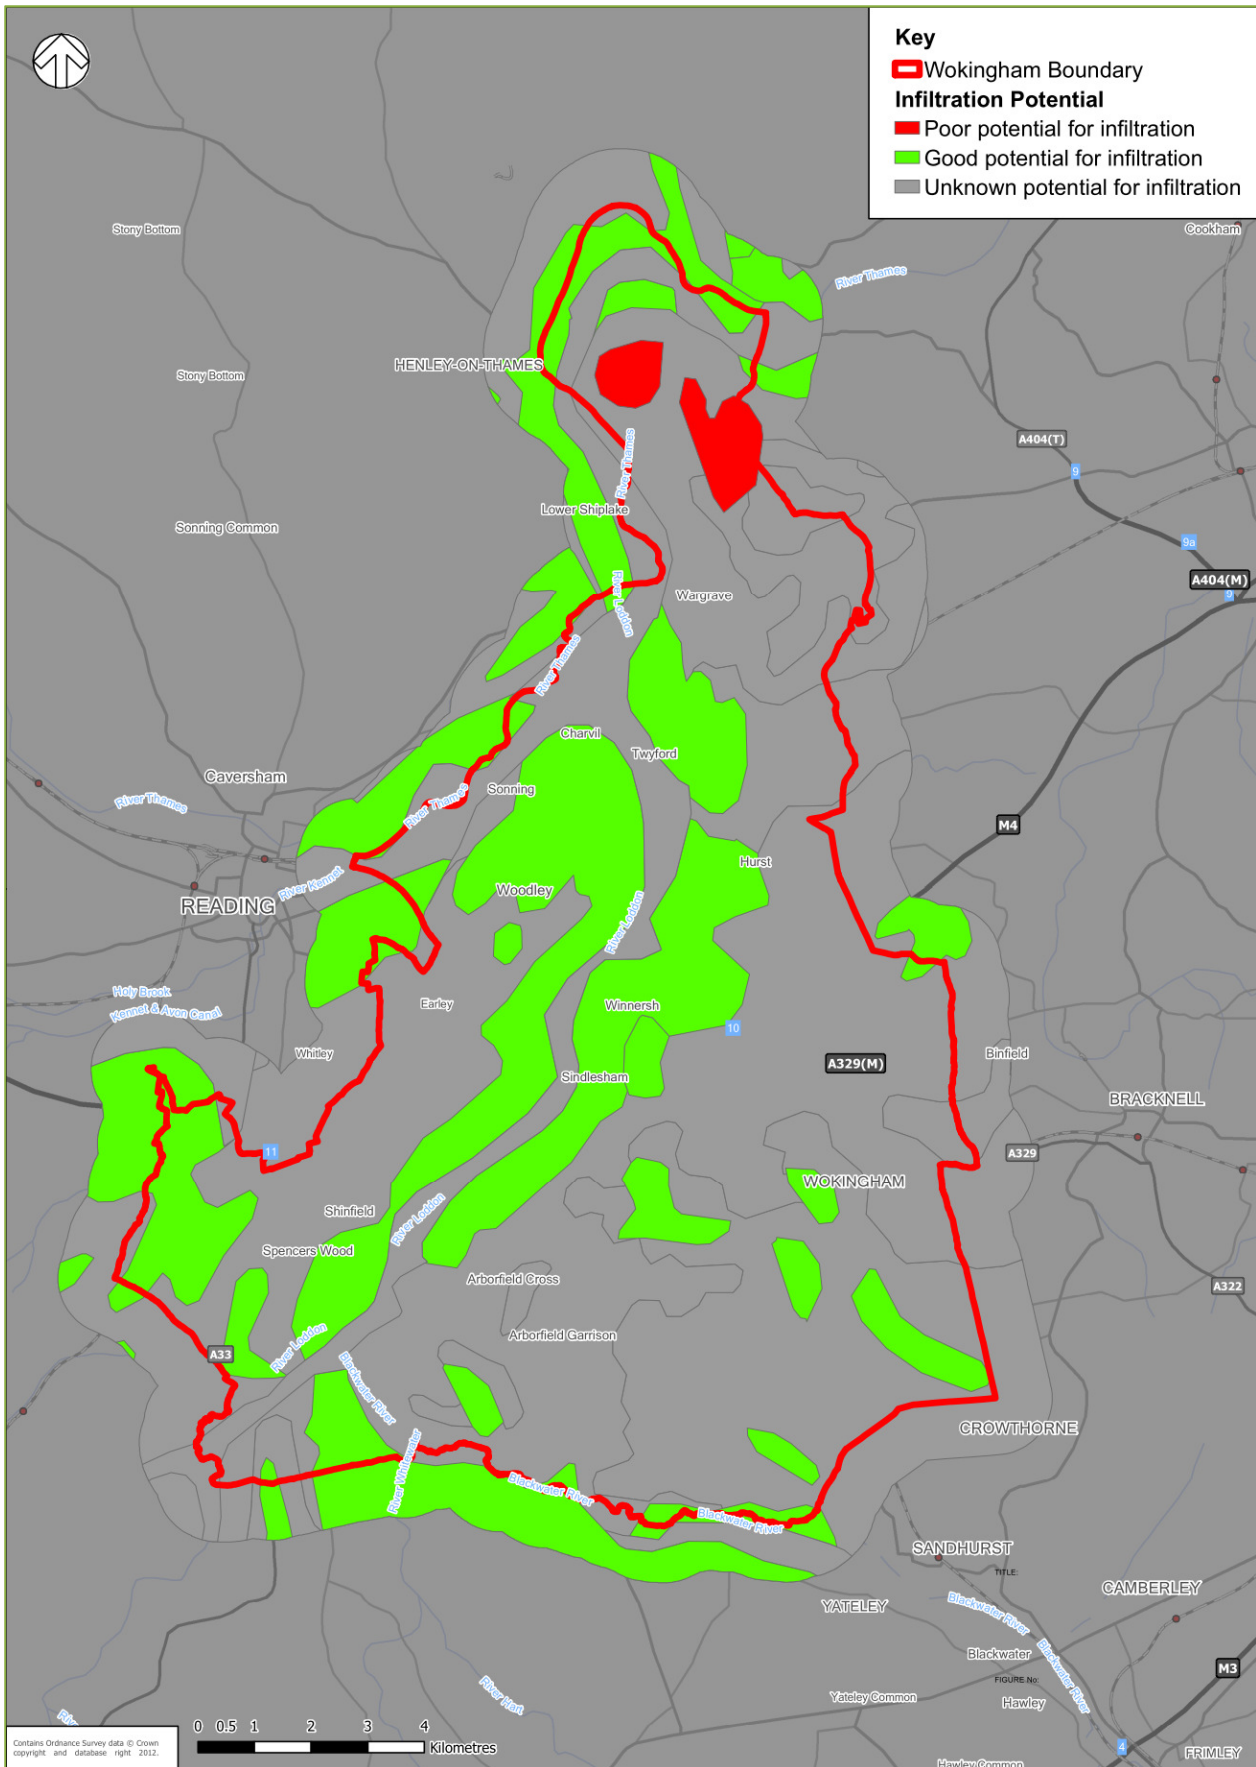 Key
Wokingham Boundary
Infiltration Potential
Poor potential for infiltration
Good potential for infiltration
Unknown potential for infiltration
Stony Bottom
Cookham
River Thames
HENLEY-ON-THAMES
Stony Bottom
A404(T)
9
River Thames
Lower Shiplake
Sonning Common
9a
A404(M)
9
River Loddon
Wargrave
River Thames
Charvil
Twyford
Caversham
Sonning
River Thames
River Thames
M4
Hurst
River Kennet
Woodley
READING
River Loddon
Holy Brook
Kennet & Avon Canal
Earley
Winnersh
10
Whitley
Binfield
A329(M)
Sindlesham
BRACKNELL
11
A329
WOKINGHAM
Shinfield
River Loddon
Spencers Wood
Arborfield Cross
A322
Arborfield Garrison
River Loddon
A33
Blackwater River
CROWTHORNE
River Whitewater
Blackwater River
Blackwater River
SANDHURST
TITLE:
CAMBERLEY
YATELEY
Blackwater River
Blackwater
Blackwater River
M3
FIGURE No:
River Hart
Yateley Common
Hawley
0 0.5 1 2 3 4
Kilometres
4
FRIMLEY
Hawley Common
Contains Ordnance Survey data © Crown
copyright and database right 2012.